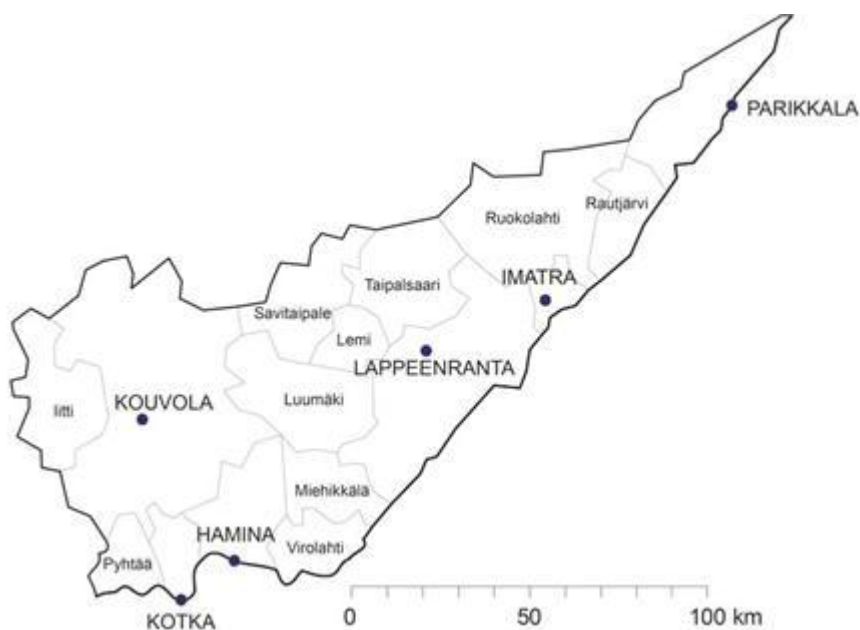 PARIKKALA
Rautjärvi
Ruokolahti
IMATRA
Taipalsaari
Savitaipale
Lemi
LAPPEENRANTA
KOUVOLA
Luumäki
Iitti
Miehikkälä
HAMINA
Virolahti
Pyhtää
KOTKA
0 50 100 km